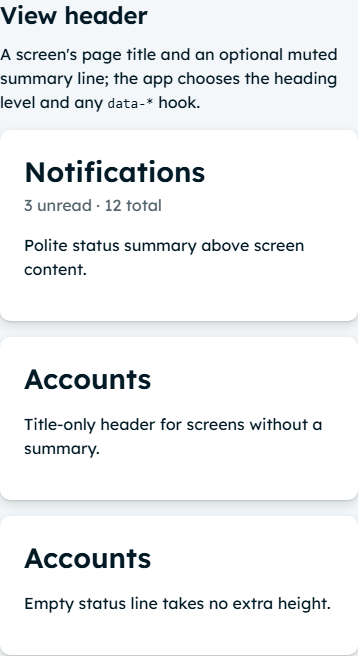 View header
A screen's page title and an optional muted
summary line; the app chooses the heading
level and any data-* hook.
Notifications
3 unread · 12 total
Polite status summary above screen
content.
Accounts
Title-only header for screens without a
summary.
Accounts
Empty status line takes no extra height.